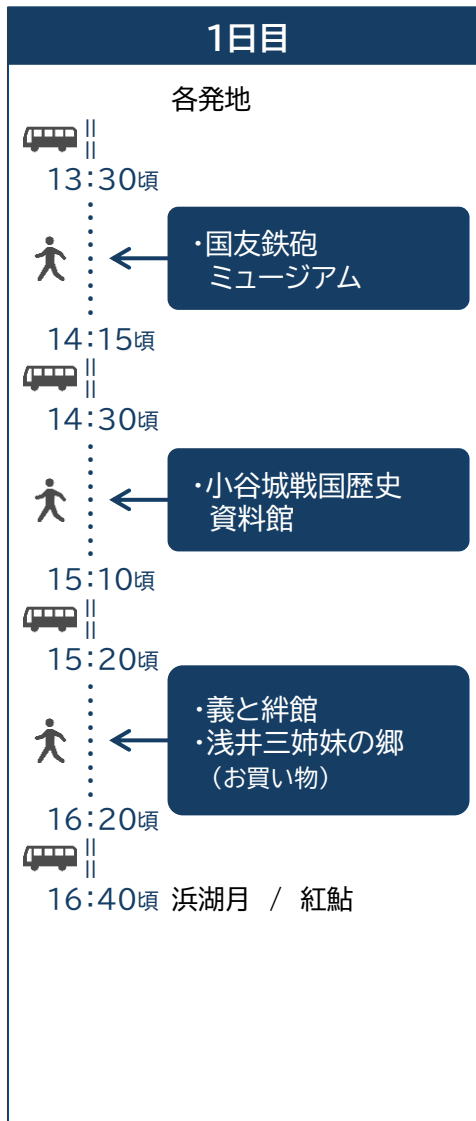 1日目
各発地
13:30頃
・国友鉄砲
ミュージアム
14:15頃
14:30頃
・小谷城戦国歴史
資料館
15:10頃
15:20頃
・義と絆館
・浅井三姉妹の郷
（お買い物）
16:20頃
16:40頃 浜湖月 / 紅鮎